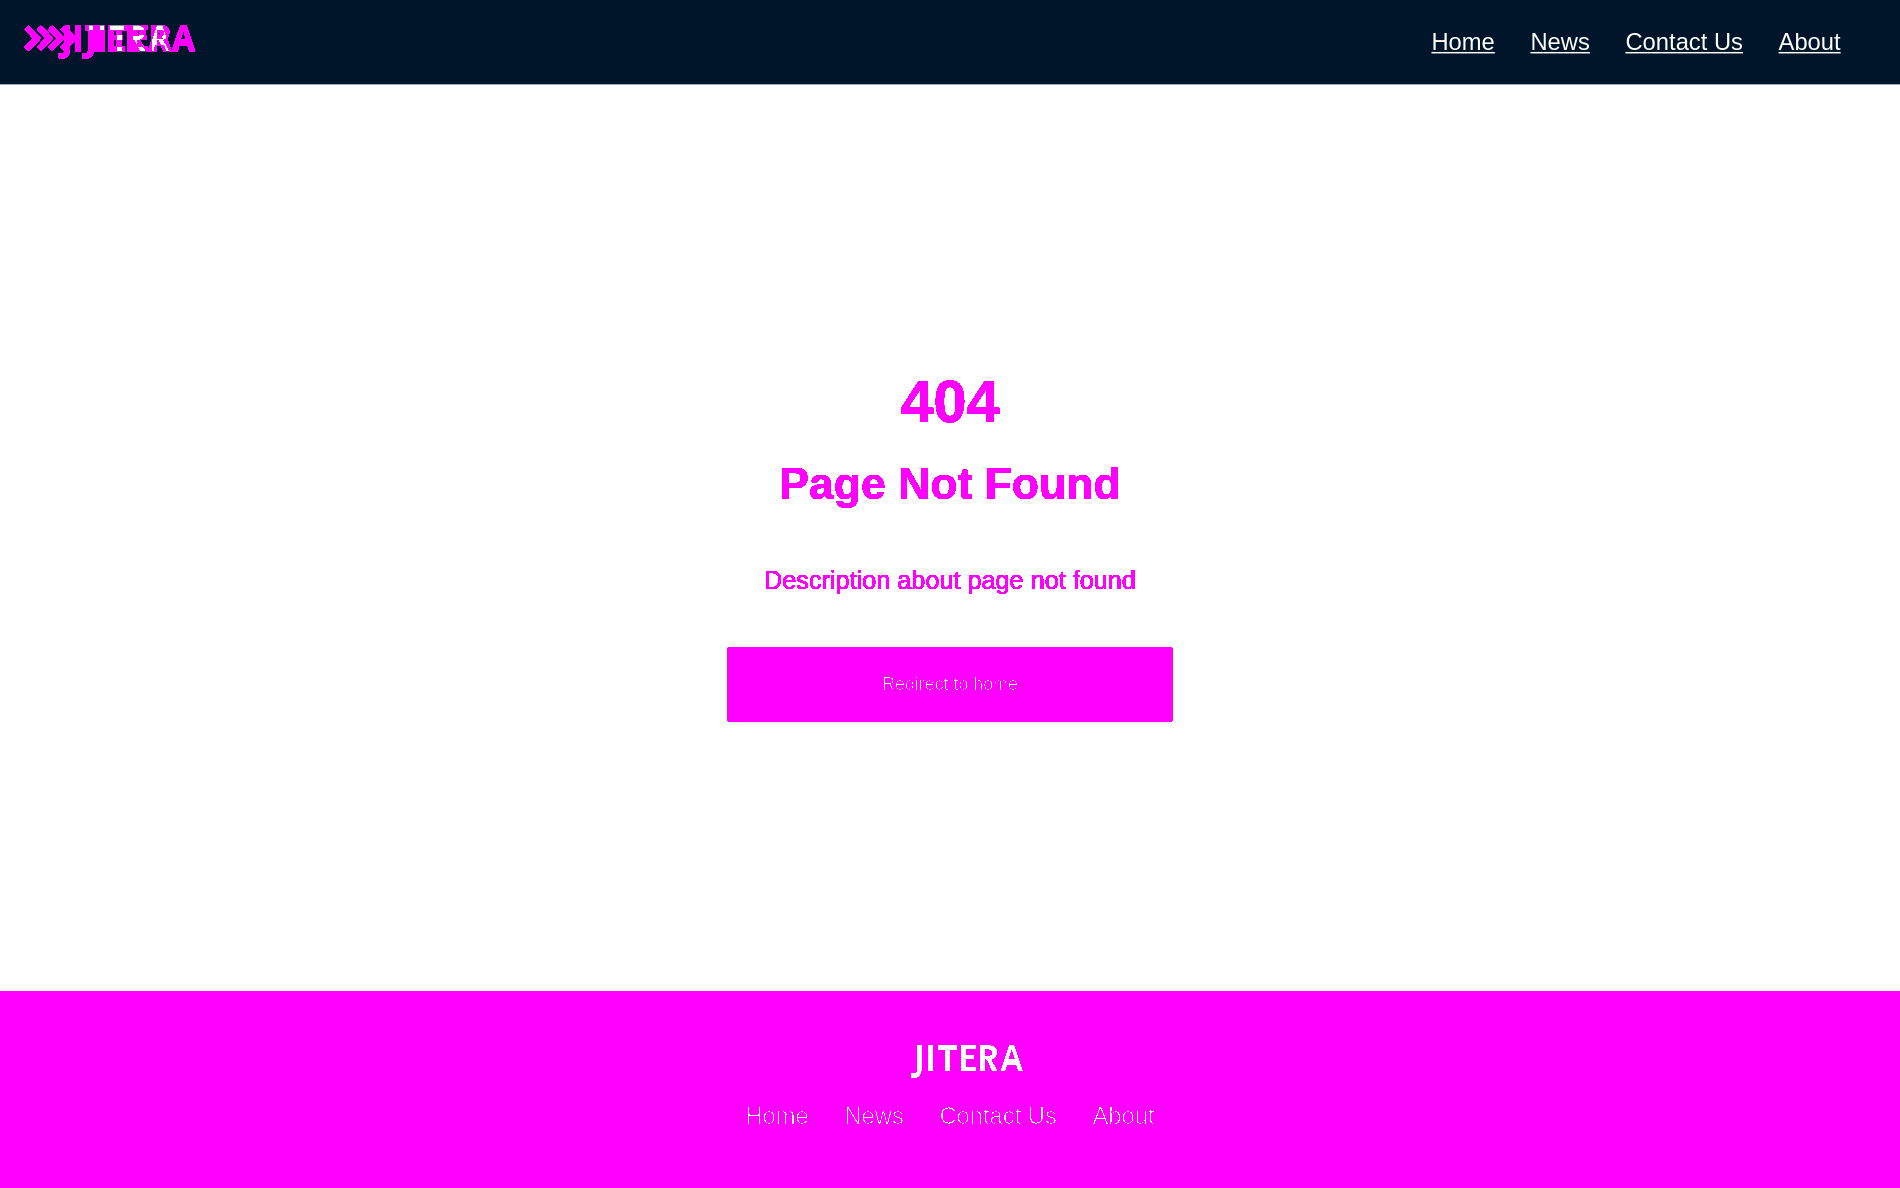 JITERA Home News Contact Us About
404
Page Not Found
Description about page not found
Redirect to home
JITERA
Home News Contact Us About